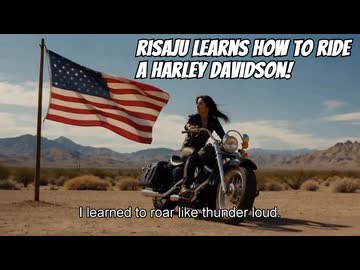 RISAJU LEARNS HOW TO RIDE
A HARLEY DAVIDSON!
I learned to roar like thunder loud.